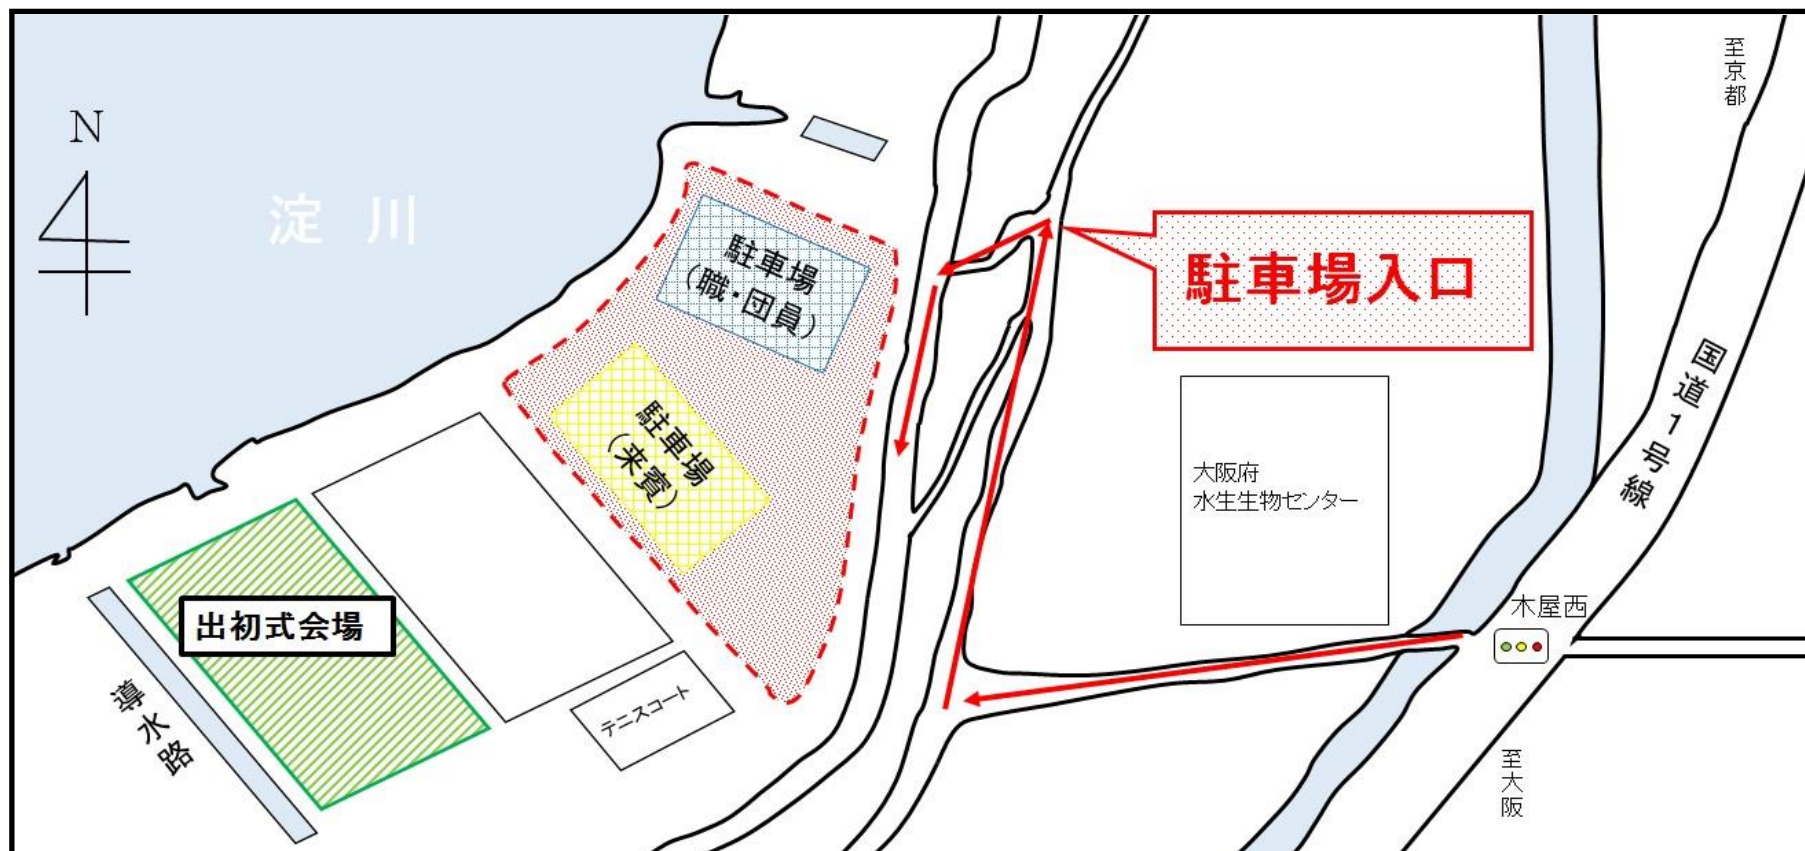 N
淀川
至京都
駐車場
（職・団員）
駐車場入口
国道1号線
駐車場
（来賓）
大阪府
水生生物センター
出初式会場
木屋西
導水路
テニスコート
至大阪